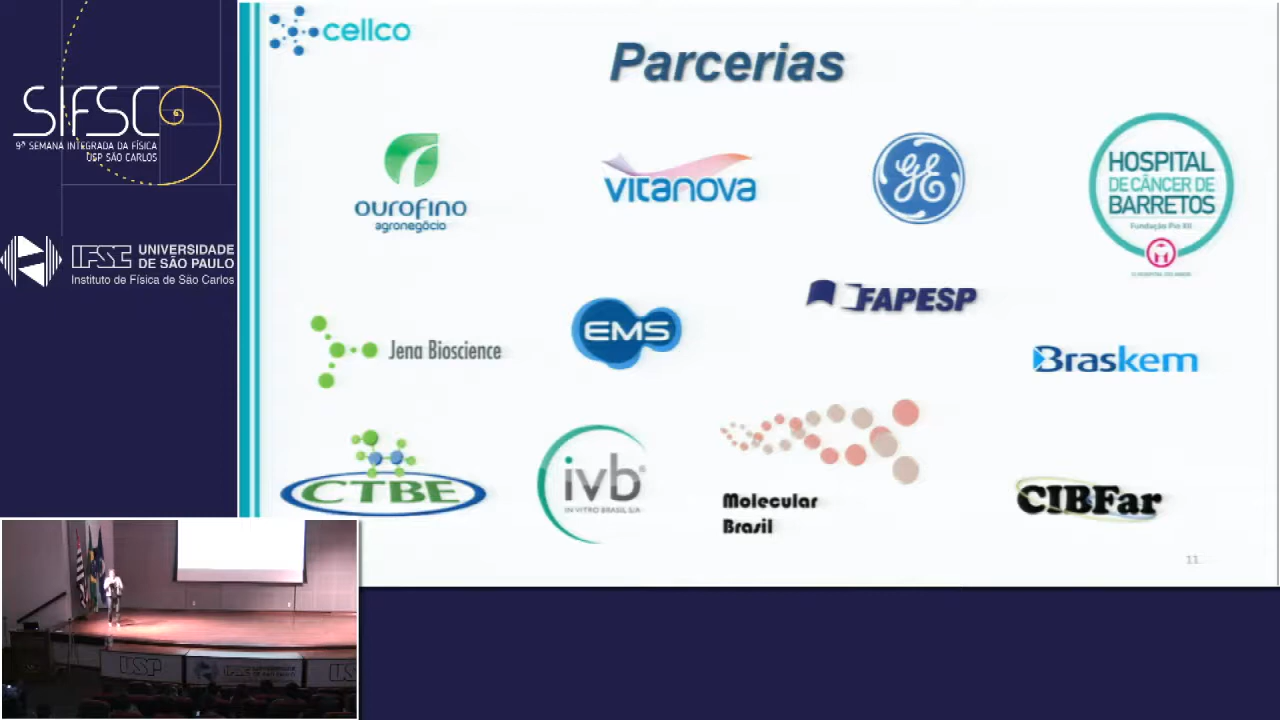 cellco
Parcerias
SIFSC
9ª SEMANA INTEGRADA DA FÍSICA
USP SÃO CARLOS
IFSC
UNIVERSIDADE
DE SÃO PAULO
Instituto de Física de São Carlos
ourofino
agronegócio
VITANOVA
GE
HOSPITAL
DE CÂNCER DE
BARRETOS
Fundação Pio XII
Jena Bioscience
EMS
FAPESP
Braskem
CTBE
ivb
IN VITRO BRASIL S/A
Molecular
Brasil
CIBFar
11
USP